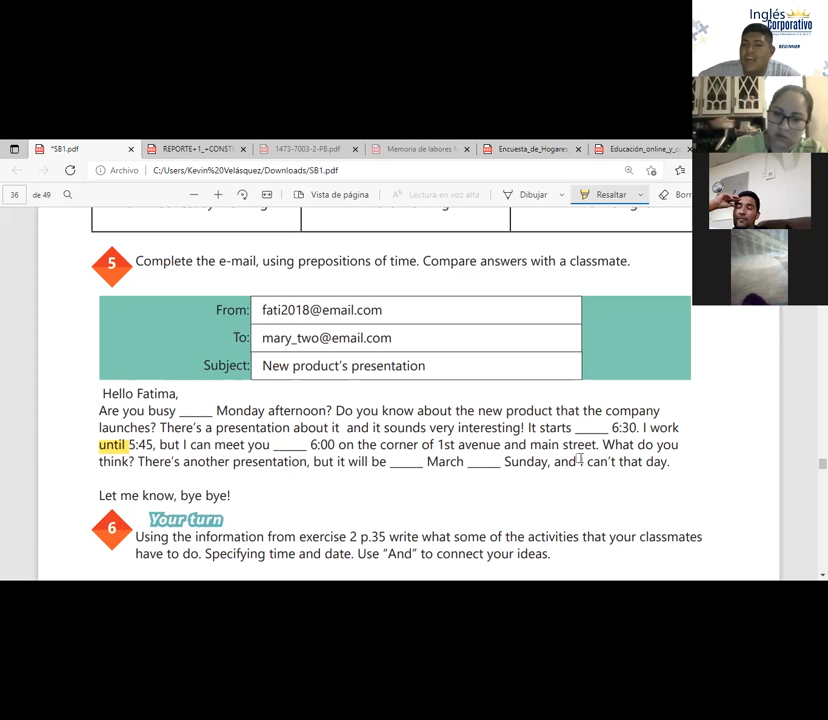 Inglés
Corporativo
BEGINNER
*SB1.pdf
REPORTE+1_+CONSTI
1473-7003-2-PB.pdf
Memoria de labores M
Encuesta_de_Hogares
Educación_online_y_c
Archivo
C:/Users/Kevin%20Velásquez/Downloads/SB1.pdf
36 de 49
Vista de página
Lectura en voz alta
Dibujar
Resaltar
Borr
5 Complete the e-mail, using prepositions of time. Compare answers with a classmate.
From: fati2018@email.com
To: mary_two@email.com
Subject: New product's presentation
Hello Fatima,
Are you busy _____ Monday afternoon? Do you know about the new product that the company
launches? There's a presentation about it and it sounds very interesting! It starts _____ 6:30. I work
until 5:45, but I can meet you _____ 6:00 on the corner of 1st avenue and main street. What do you
think? There's another presentation, but it will be _____ March _____ Sunday, and I can't that day.
Let me know, bye bye!
6 Your turn
Using the information from exercise 2 p.35 write what some of the activities that your classmates
have to do. Specifying time and date. Use “And” to connect your ideas.